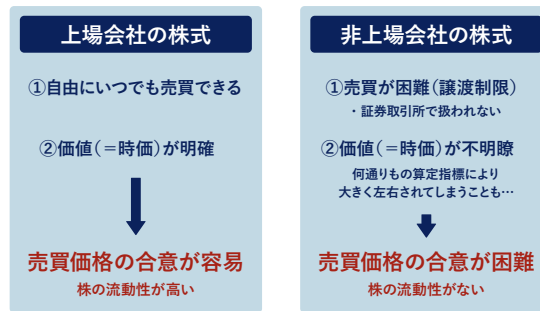 上場会社の株式
①自由にいつでも売買できる
②価値(=時価)が明確
売買価格の合意が容易
株の流動性が高い
非上場会社の株式
①売買が困難(譲渡制限)
・証券取引所で扱われない
②価値(=時価)が不明瞭
何通りもの算定指標により
大きく左右されてしまうことも…
売買価格の合意が困難
株の流動性がない